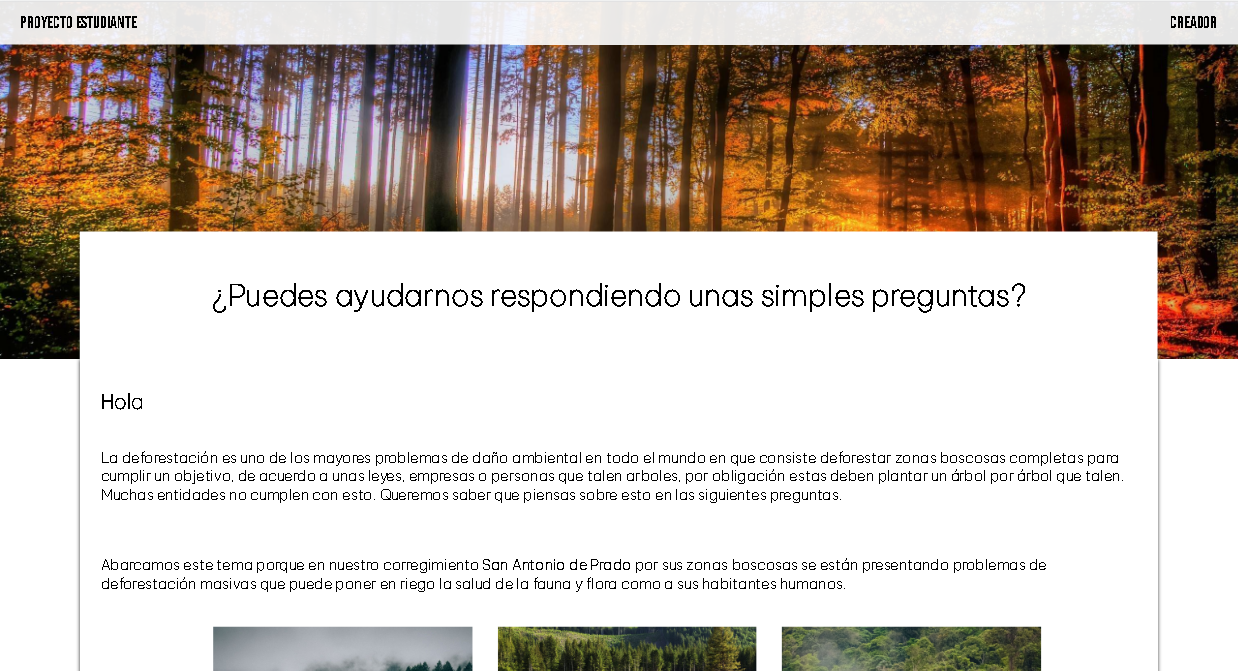 PROYECTO ESTUDIANTE
CREADOR
¿Puedes ayudarnos respondiendo unas simples preguntas?
Hola
La deforestación es uno de los mayores problemas de daño ambiental en todo el mundo en que consiste deforestar zonas boscosas completas para
cumplir un objetivo, de acuerdo a unas leyes, empresas o personas que talen arboles, por obligación estas deben plantar un árbol por árbol que talen.
Muchas entidades no cumplen con esto. Queremos saber que piensas sobre esto en las siguientes preguntas.
Abarcamos este tema porque en nuestro corregimiento San Antonio de Prado por sus zonas boscosas se están presentando problemas de
deforestación masivas que puede poner en riego la salud de la fauna y flora como a sus habitantes humanos.